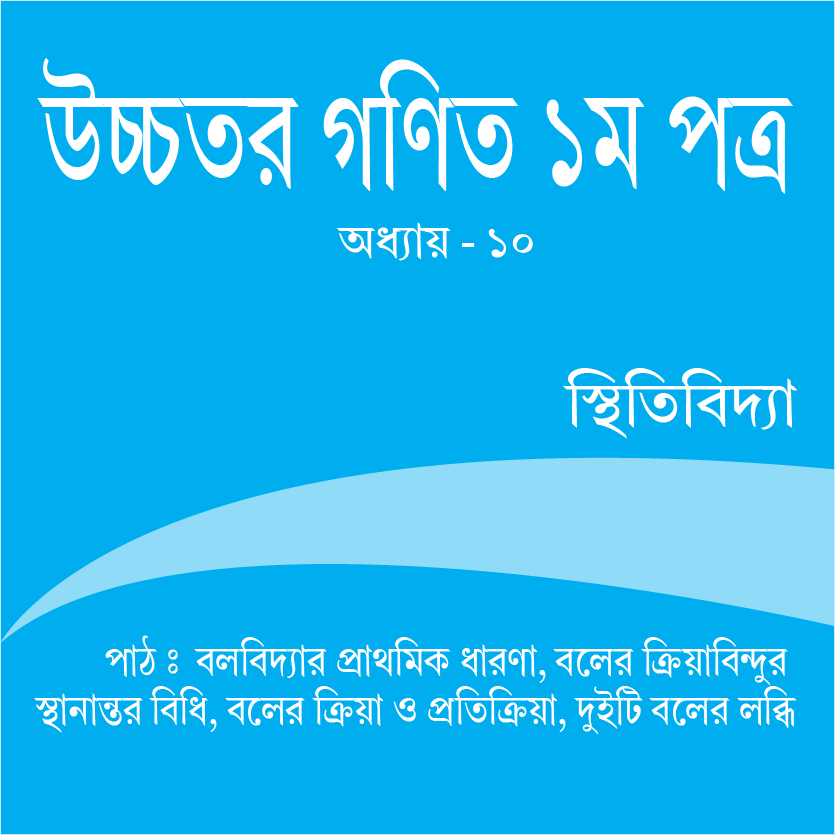 উচ্চতর গণিত ১ম পত্র
অধ্যায় - ১০
স্থিতিবিদ্যা
পাঠ ঃ বলবিদ্যার প্রাথমিক ধারণা, বলের ক্রিয়াবিন্দুর
স্থানান্তর বিধি, বলের ক্রিয়া ও প্রতিক্রিয়া, দুইটি বলের লব্ধি